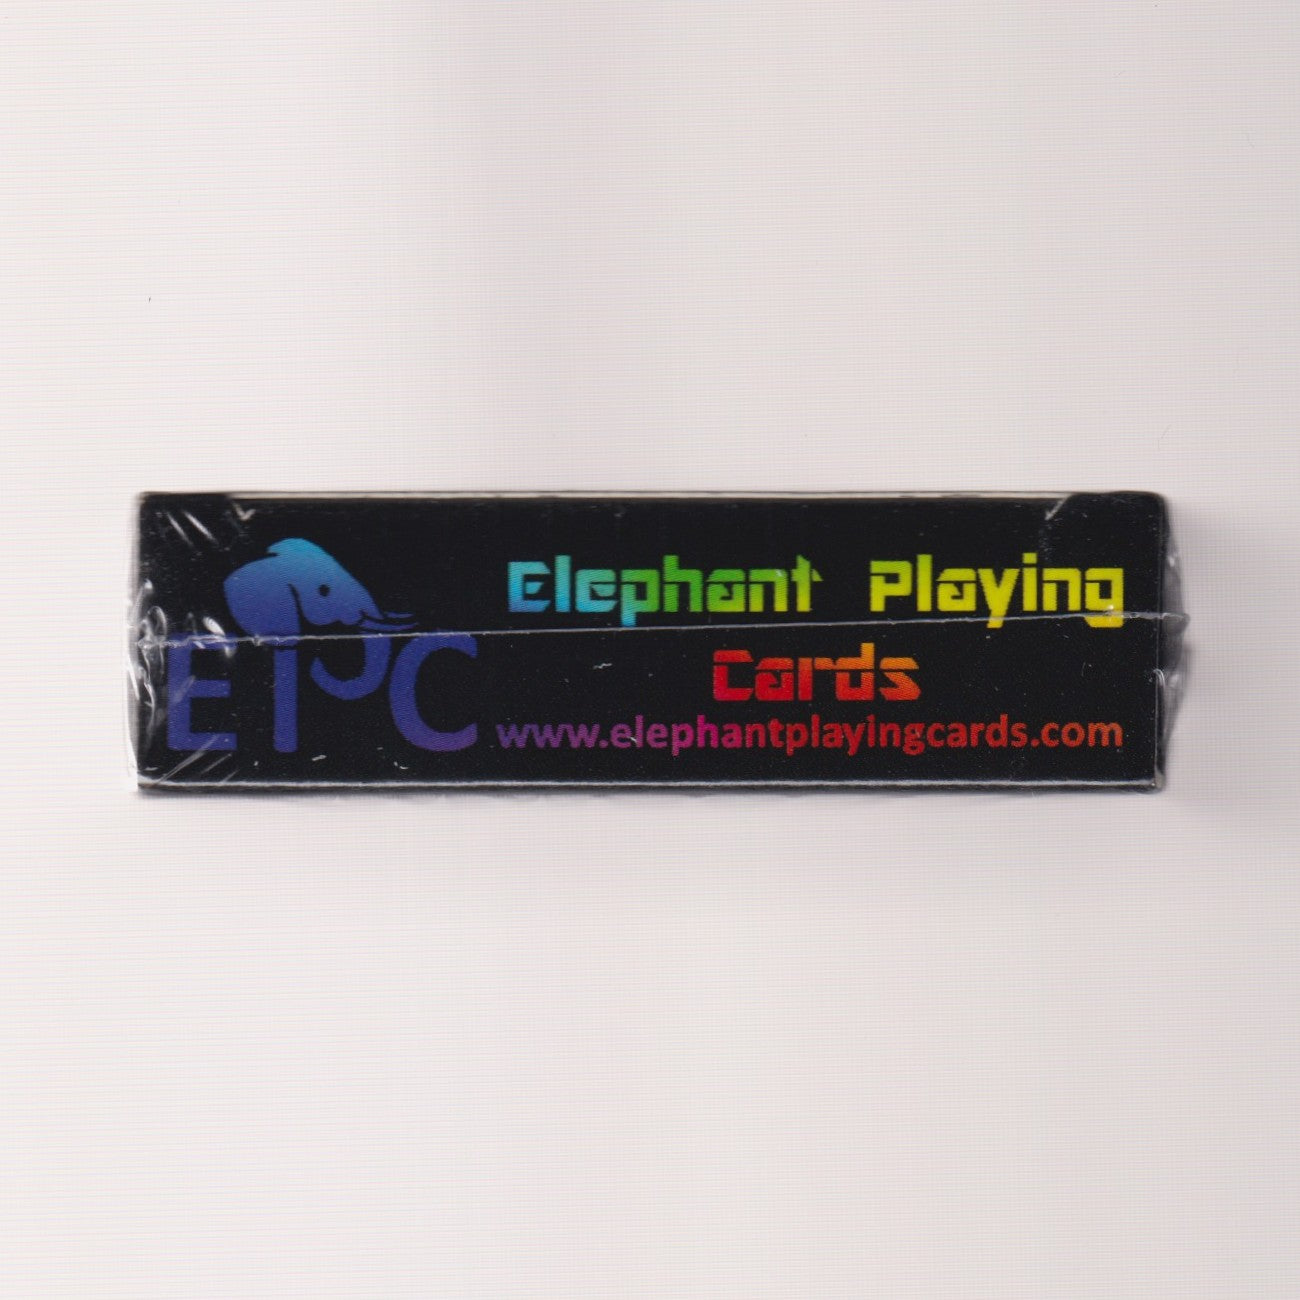 EPC
Elephant Playing
Cards
www.elephantplayingcards.com